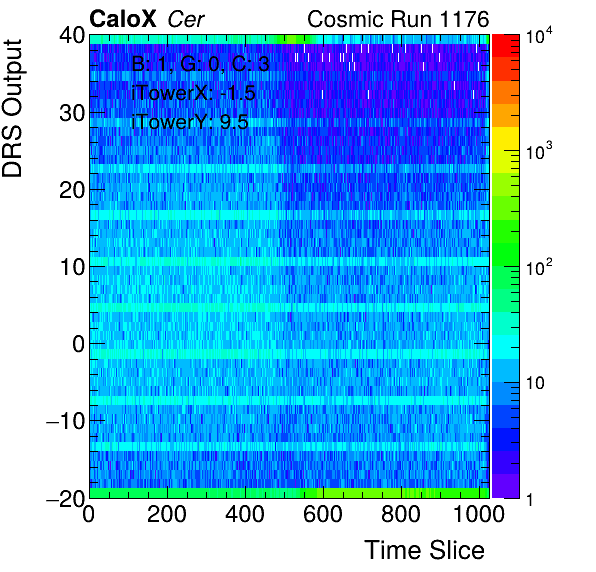 CaloX Cer Cosmic Run 1176
DRS Output
40
30
20
10
0
−10
−20
B: 1, G: 0, C: 3
iTowerX: -1.5
iTowerY: 9.5
0 200 400 600 800 1000
Time Slice
10⁴
10³
10²
10
1